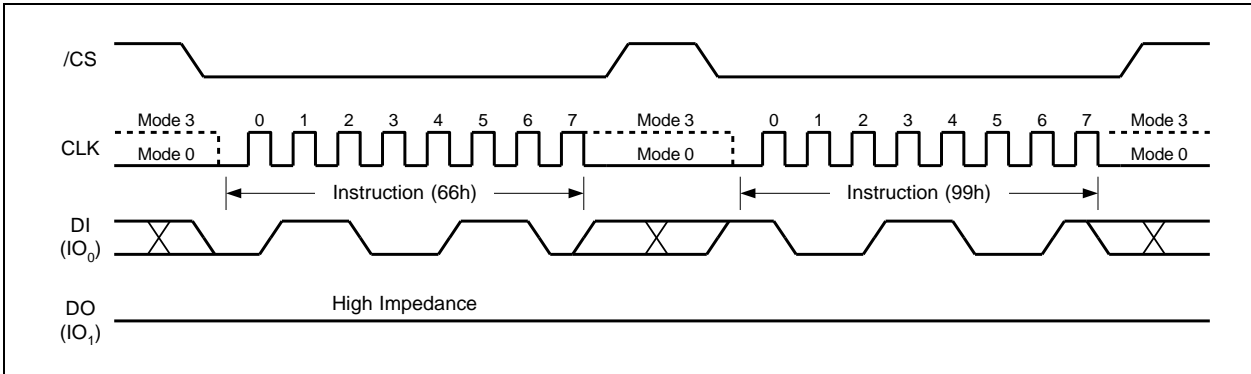 /CS
Mode 3 0 1 2 3 4 5 6 7 Mode 3 0 1 2 3 4 5 6 7 Mode 3
CLK
Mode 0 Mode 0 Mode 0
Instruction (66h) Instruction (99h)
DI
(IO0)
High Impedance
DO
(IO1)